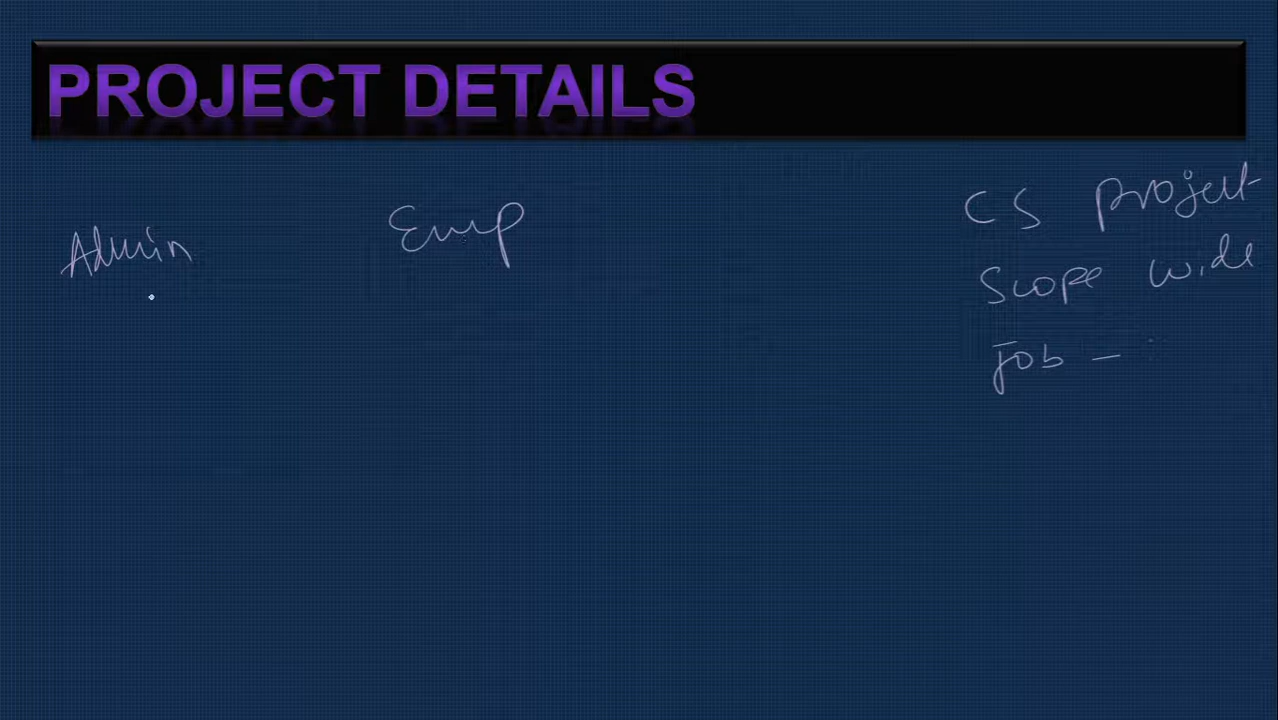 PROJECT DETAILS
Admin
Emp
CS project
Scope wide
job –